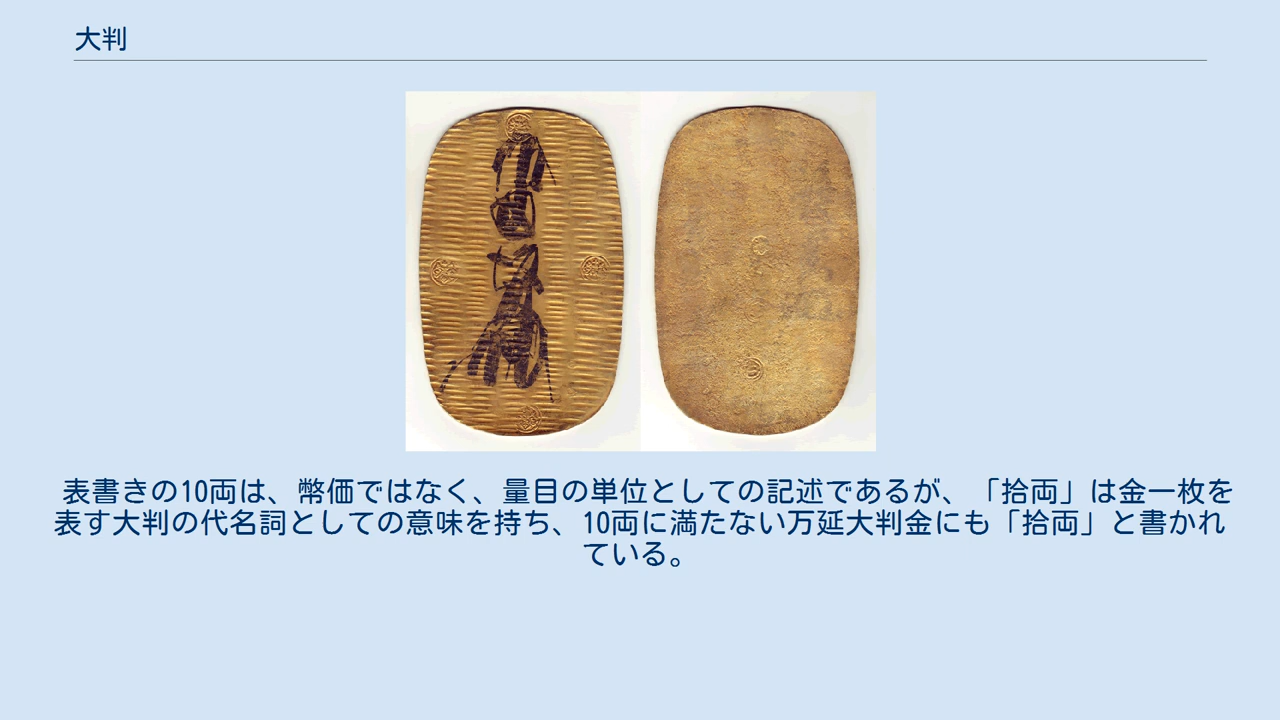 大判
表書きの10両は、幣価ではなく、量目の単位としての記述であるが、「拾両」は金一枚を
表す大判の代名詞としての意味を持ち、10両に満たない万延大判金にも「拾両」と書かれ
ている。